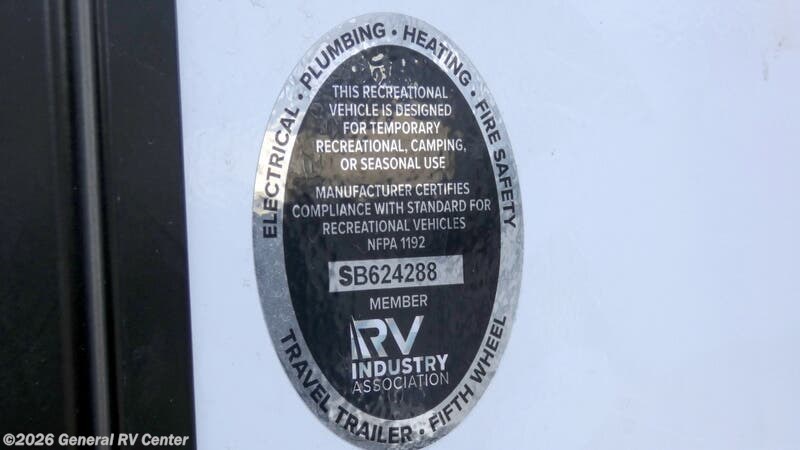 ELECTRICAL • PLUMBING • HEATING • FIRE SAFETY
THIS RECREATIONAL
VEHICLE IS DESIGNED
FOR TEMPORARY
RECREATIONAL, CAMPING,
OR SEASONAL USE
MANUFACTURER CERTIFIES
COMPLIANCE WITH STANDARD FOR
RECREATIONAL VEHICLES
NFPA 1192
SB624288
MEMBER
RV
INDUSTRY
ASSOCIATION
TRAVEL TRAILER • FIFTH WHEEL
©2026 General RV Center